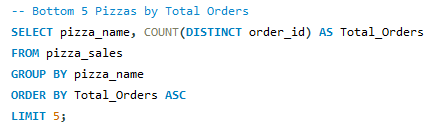 -- Bottom 5 Pizzas by Total Orders
SELECT pizza_name, COUNT(DISTINCT order_id) AS Total_Orders
FROM pizza_sales
GROUP BY pizza_name
ORDER BY Total_Orders ASC
LIMIT 5;